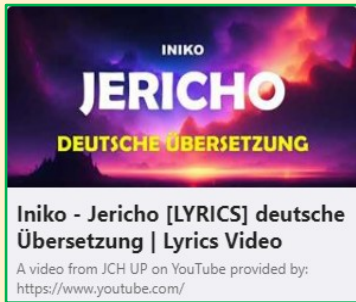 INIKO
JERICHO
DEUTSCHE ÜBERSETZUNG
Iniko - Jericho [LYRICS] deutsche
Übersetzung | Lyrics Video
A video from JCH UP on YouTube provided by:
https://www.youtube.com/